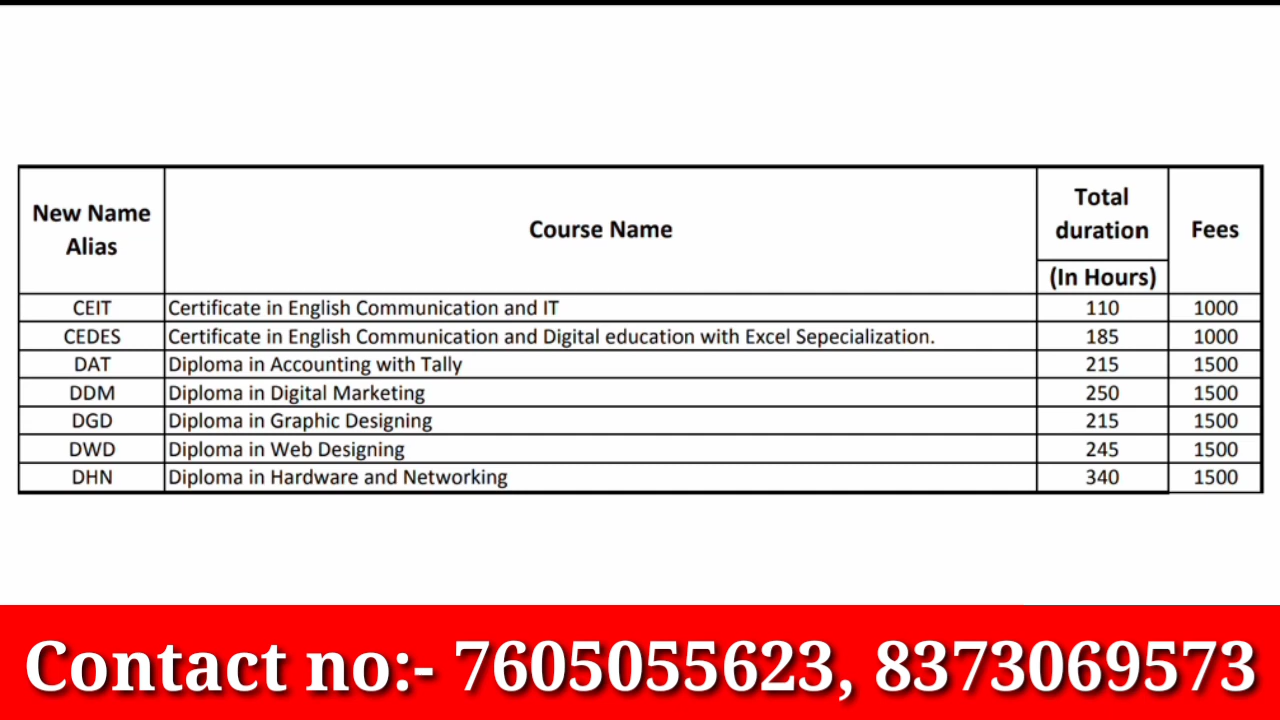 New Name Alias Course Name Total duration (In Hours) Fees
CEIT Certificate in English Communication and IT 110 1000
CEDES Certificate in English Communication and Digital education with Excel Sepecialization. 185 1000
DAT Diploma in Accounting with Tally 215 1500
DDM Diploma in Digital Marketing 250 1500
DGD Diploma in Graphic Designing 215 1500
DWD Diploma in Web Designing 245 1500
DHN Diploma in Hardware and Networking 340 1500
Contact no:- 7605055623, 8373069573